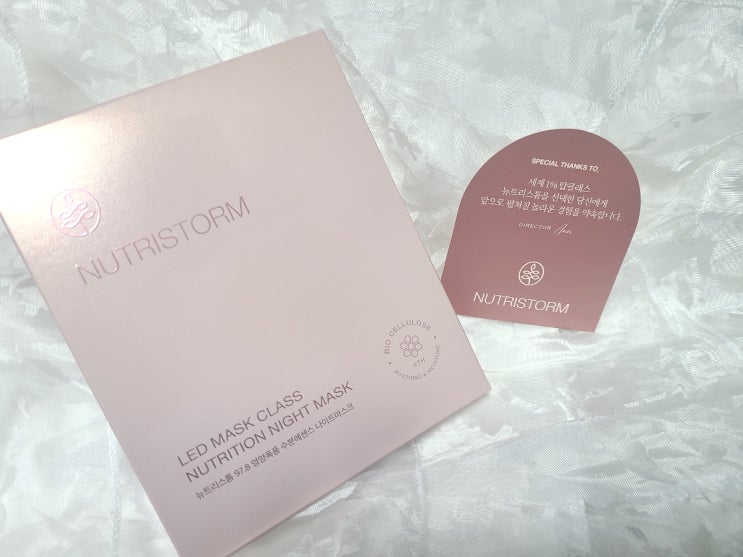 NUTRISTORM
BIO CELLULOSE
4TH
SOOTHING & MOISTURE
LED MASK CLASS
NUTRITION NIGHT MASK
뉴트리스톰 97.8 영양폭풍 수분에센스 나이트마스크
SPECIAL THANKS TO,
세계 1% 탑클래스
뉴트리스톰을 선택한 당신에게
앞으로 펼쳐질 놀라운 경험을 약속합니다.
DIRECTOR Ann
NUTRISTORM